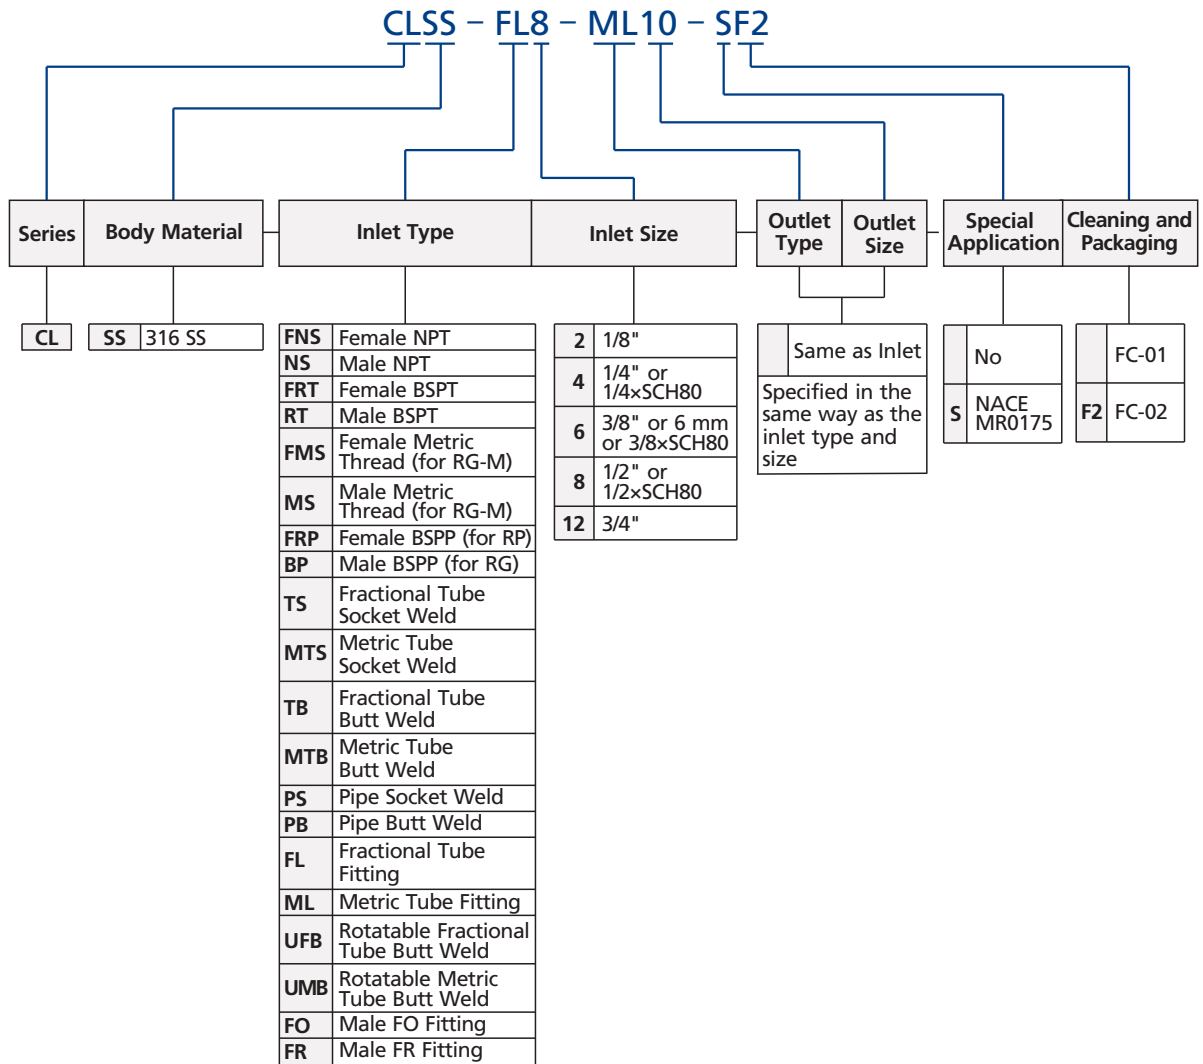 CLSS – FL8 – ML10 – SF2
Series
Body Material
Inlet Type
Inlet Size
Outlet
Type
Outlet
Size
Special
Application
Cleaning and
Packaging
CL
SS 316 SS
FNS Female NPT
NS Male NPT
FRT Female BSPT
RT Male BSPT
FMS Female Metric
Thread (for RG-M)
MS Male Metric
Thread (for RG-M)
FRP Female BSPP (for RP)
BP Male BSPP (for RG)
TS Fractional Tube
Socket Weld
MTS Metric Tube
Socket Weld
TB Fractional Tube
Butt Weld
MTB Metric Tube
Butt Weld
PS Pipe Socket Weld
PB Pipe Butt Weld
FL Fractional Tube
Fitting
ML Metric Tube Fitting
UFB Rotatable Fractional
Tube Butt Weld
UMB Rotatable Metric
Tube Butt Weld
FO Male FO Fitting
FR Male FR Fitting
2 1/8"
4 1/4" or
1/4×SCH80
6 3/8" or 6 mm
or 3/8×SCH80
8 1/2" or
1/2×SCH80
12 3/4"
Same as Inlet
Specified in the
same way as the
inlet type and
size
No
S NACE
MR0175
FC-01
F2 FC-02